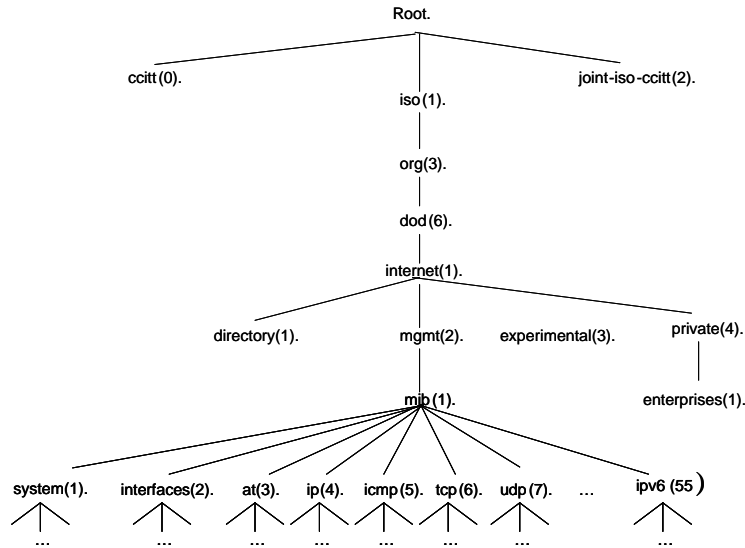 Root.
ccitt(0).
joint-iso-ccitt(2).
iso(1).
org(3).
dod(6).
internet(1).
directory(1).
mgmt(2).
experimental(3).
private(4).
mib(1).
enterprises(1).
system(1).
interfaces(2).
at(3).
ip(4).
icmp(5).
tcp(6).
udp(7).
...
ipv6 (55)
... ... ... ... ... ... ... ...